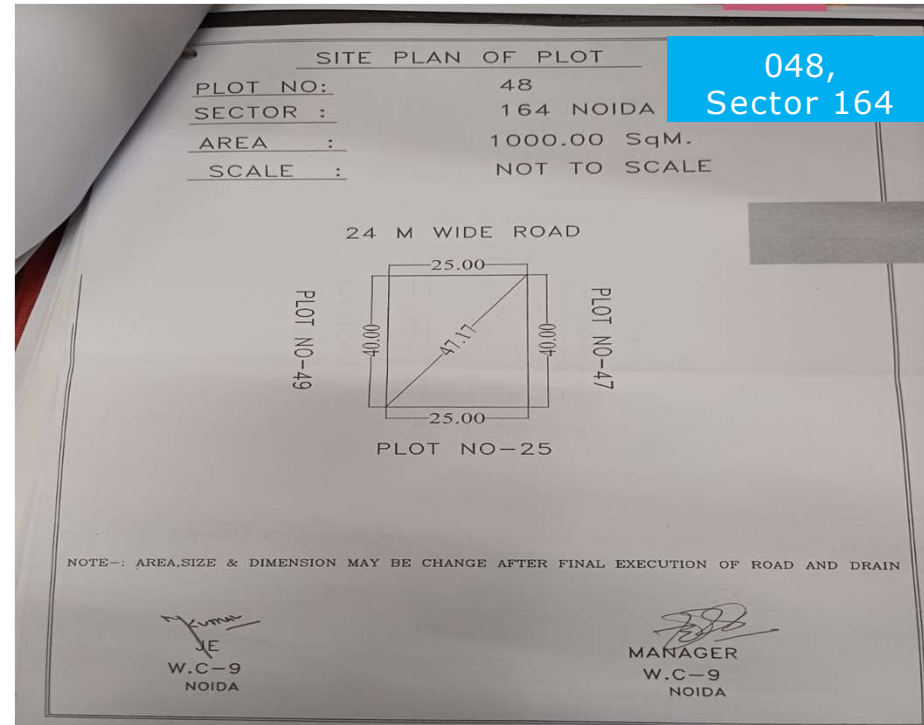 SITE PLAN OF PLOT
048,
Sector 164
PLOT NO: 48
SECTOR : 164 NOIDA
AREA : 1000.00 SqM.
SCALE : NOT TO SCALE
24 M WIDE ROAD
25.00
PLOT NO-49
40.00
47.17
40.00
PLOT NO-47
25.00
PLOT NO-25
NOTE-: AREA,SIZE & DIMENSION MAY BE CHANGE AFTER FINAL EXECUTION OF ROAD AND DRAIN
Kumar
JE
W.C-9
NOIDA
MANAGER
W.C-9
NOIDA